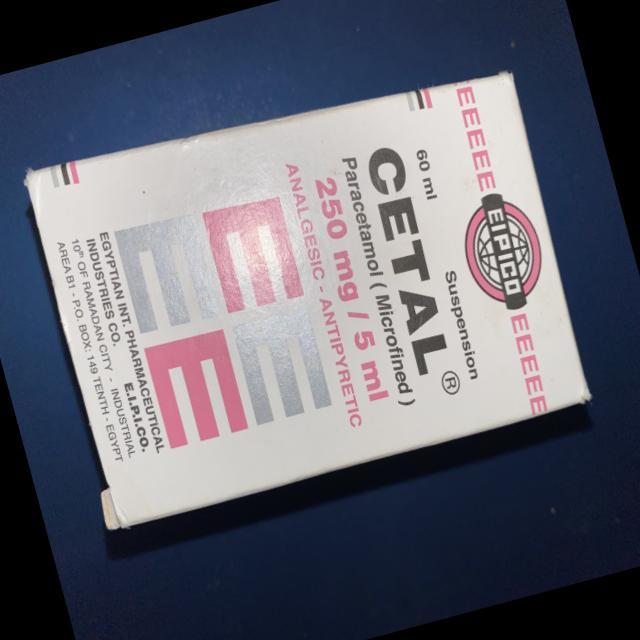 EEEEE EIPICO EEEEE
60 ml Suspension
CETAL ®
Paracetamol ( Microfined )
250 mg / 5 ml
ANALGESIC - ANTIPYRETIC
E E
E E
EGYPTIAN INT. PHARMACEUTICAL
INDUSTRIES CO. E.I.P.I.CO.
10th OF RAMADAN CITY - INDUSTRIAL
AREA B1 - P.O. BOX: 149 TENTH - EGYPT